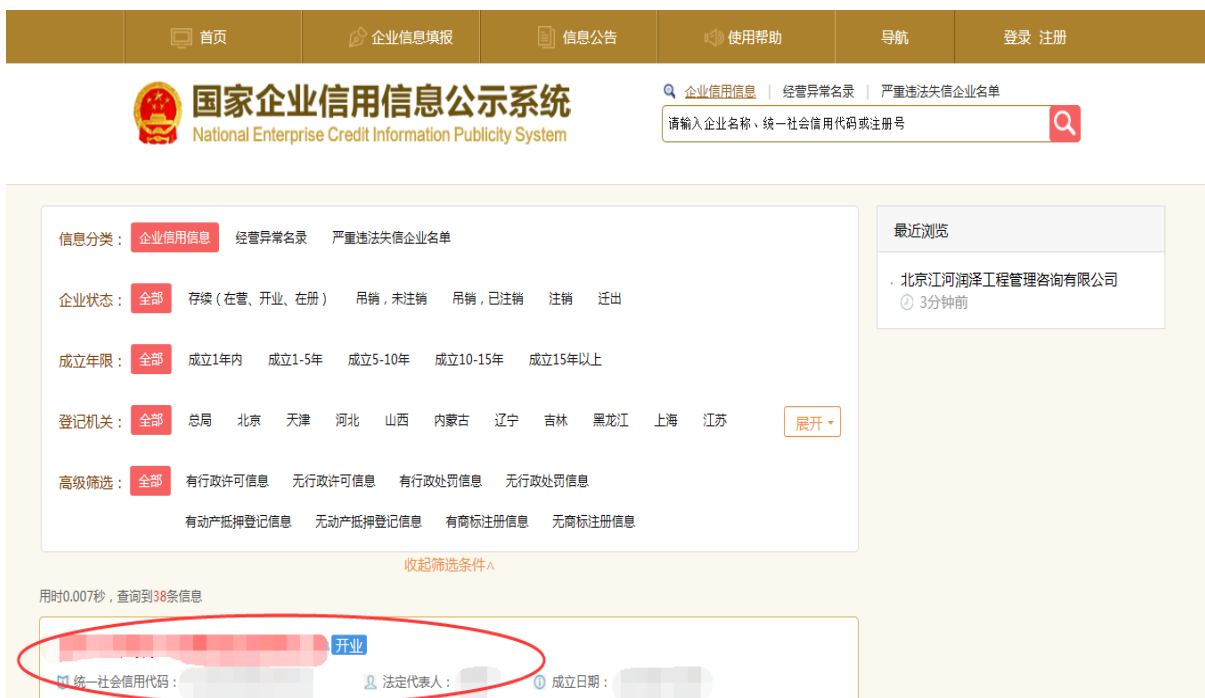 首页 企业信息填报 信息公告 使用帮助 导航 登录 注册
企业信用信息 | 经营异常名录 | 严重违法失信企业名单
国家企业信用信息公示系统
National Enterprise Credit Information Publicity System
请输入企业名称、统一社会信用代码或注册号
信息分类： 企业信用信息 经营异常名录 严重违法失信企业名单
企业状态： 全部 存续（在营、开业、在册） 吊销，未注销 吊销，已注销 注销 迁出
成立年限： 全部 成立1年内 成立1-5年 成立5-10年 成立10-15年 成立15年以上
登记机关： 全部 总局 北京 天津 河北 山西 内蒙古 辽宁 吉林 黑龙江 上海 江苏 展开
高级筛选： 全部 有行政许可信息 无行政许可信息 有行政处罚信息 无行政处罚信息
有动产抵押登记信息 无动产抵押登记信息 有商标注册信息 无商标注册信息
收起筛选条件∧
最近浏览
北京江河润泽工程管理咨询有限公司
3分钟前
用时0.007秒，查询到38条信息
开业
统一社会信用代码： 法定代表人： 成立日期：